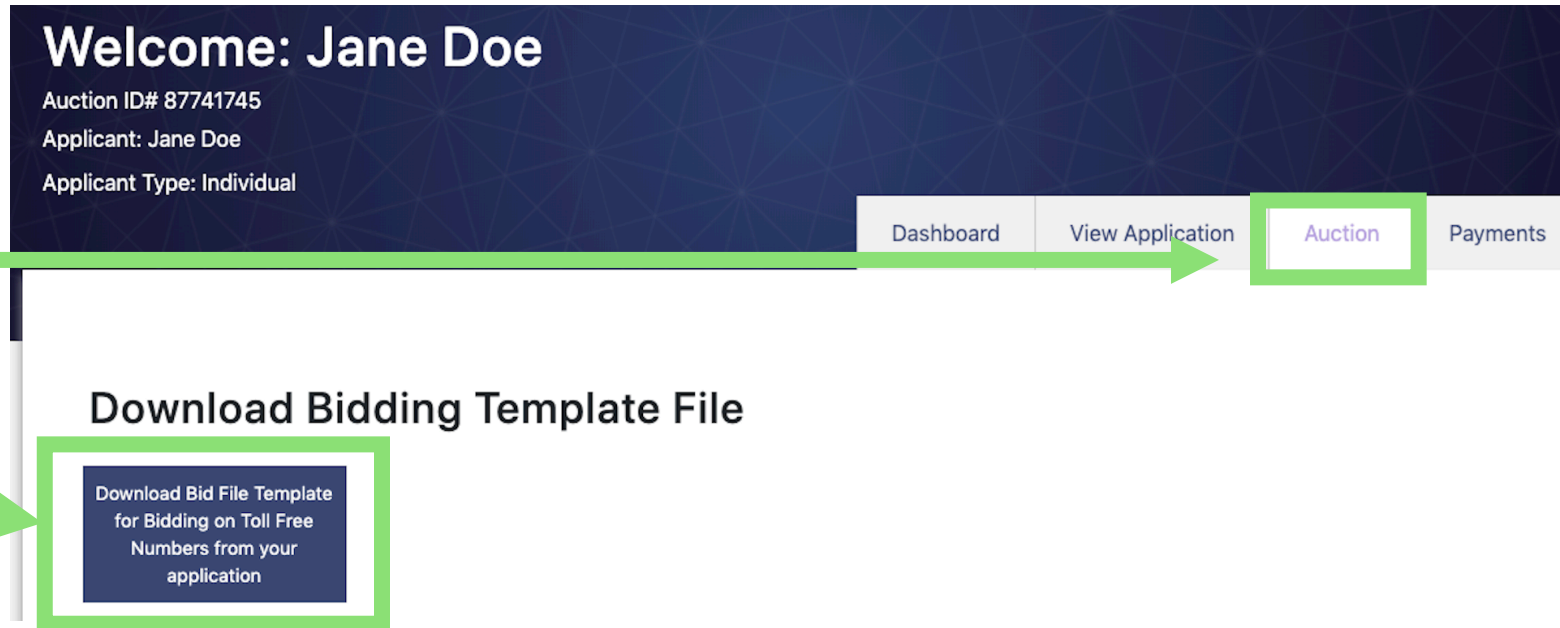 Welcome: Jane Doe
Auction ID# 87741745
Applicant: Jane Doe
Applicant Type: Individual
Dashboard View Application Auction Payments
Download Bidding Template File
Download Bid File Template
for Bidding on Toll Free
Numbers from your
application